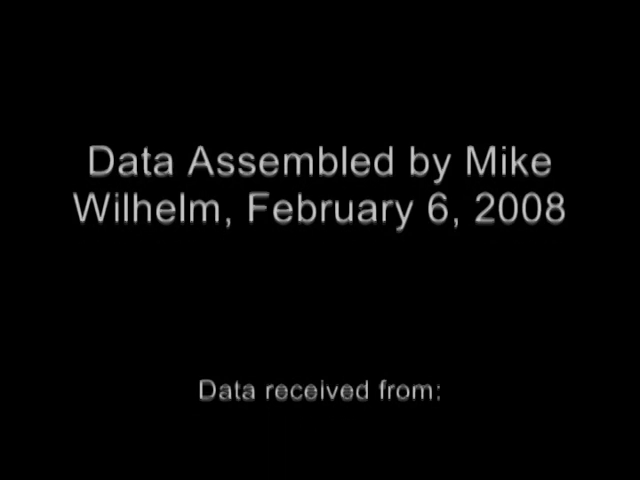 Data Assembled by Mike
Wilhelm, February 6, 2008
Data received from: